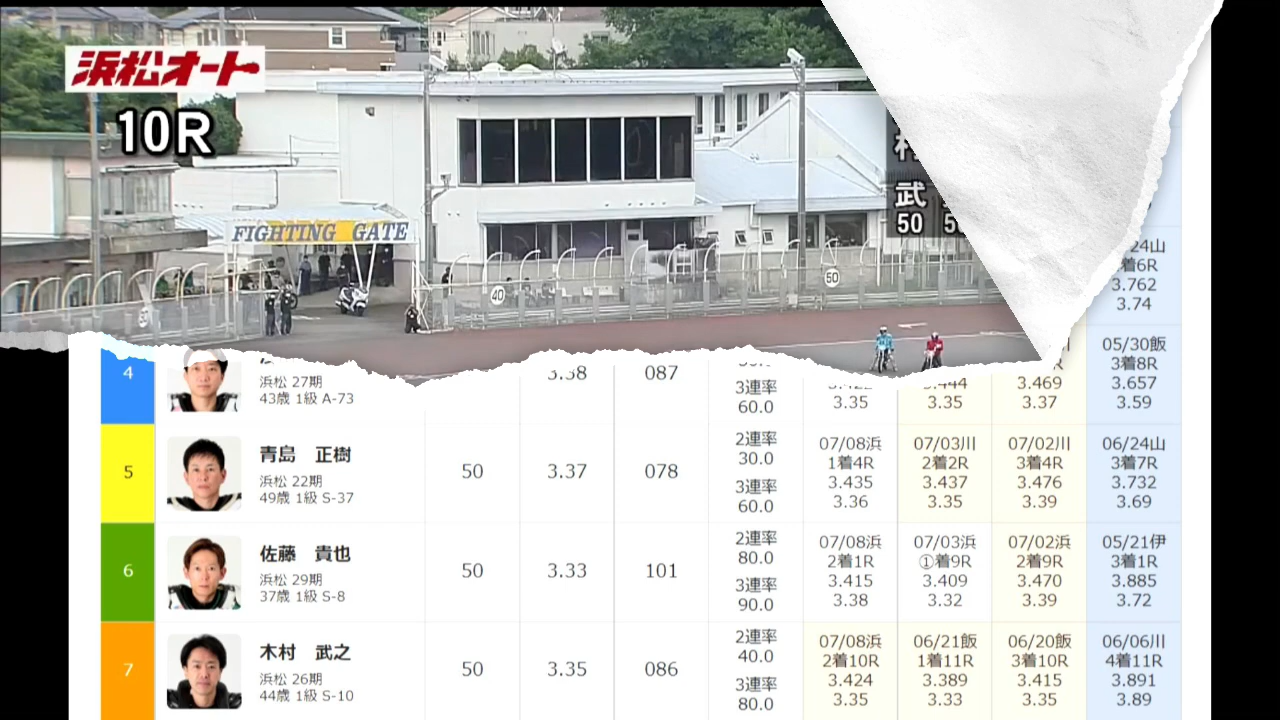 浜松オート
10R
FIGHTING GATE
武
50
40
50
24山
着6R
3.762
3.74
4
浜松 27期
43歳 1級 A-73
3.38
087
3連率
60.0
3.35
3.444
3.35
3.469
3.37
05/30飯
3着8R
3.657
3.59
5
青島 正樹
浜松 22期
49歳 1級 S-37
50
3.37
078
2連率
30.0
3連率
60.0
07/08浜
1着4R
3.435
3.36
07/03川
2着2R
3.437
3.35
07/02川
3着4R
3.476
3.39
06/24山
3着7R
3.732
3.69
6
佐藤 貴也
浜松 29期
37歳 1級 S-8
50
3.33
101
2連率
80.0
3連率
90.0
07/08浜
2着1R
3.415
3.38
07/03浜
①着9R
3.409
3.32
07/02浜
2着9R
3.470
3.39
05/21伊
3着1R
3.885
3.72
7
木村 武之
浜松 26期
44歳 1級 S-10
50
3.35
086
2連率
40.0
3連率
80.0
07/08浜
2着10R
3.424
3.35
06/21飯
1着11R
3.389
3.33
06/20飯
3着10R
3.415
3.35
06/06川
4着11R
3.891
3.89